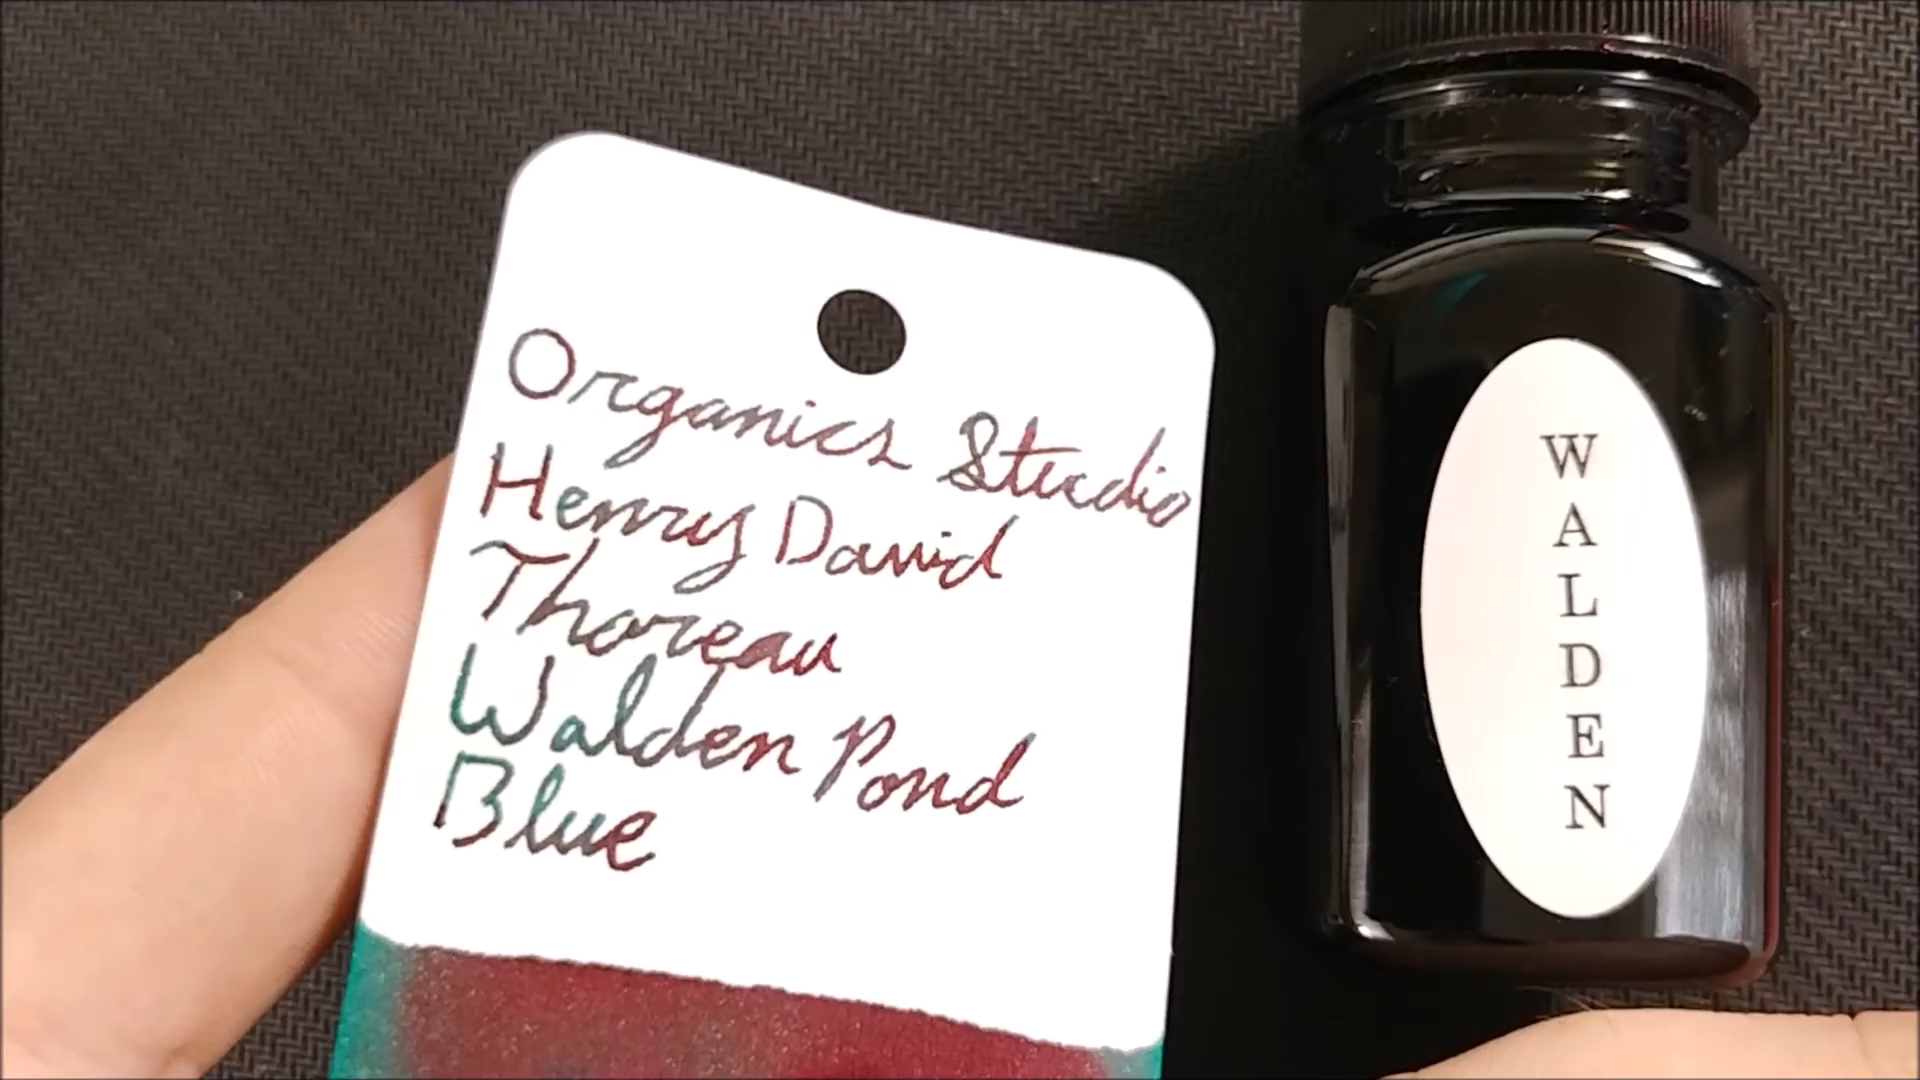 Organics Studio
Henry David
Thoreau
Walden Pond
Blue
WALDEN